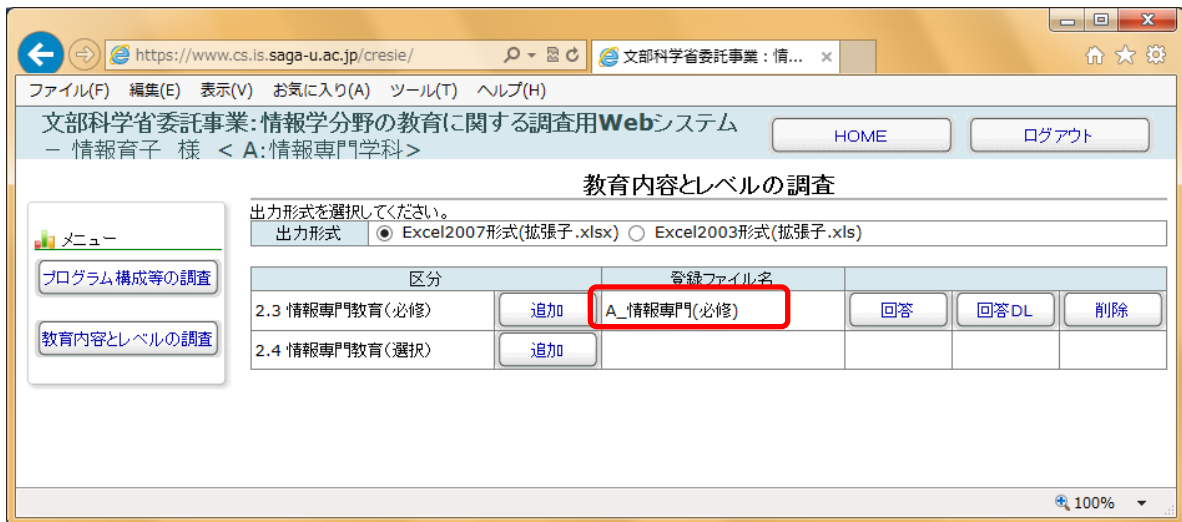 https://www.cs.is.saga-u.ac.jp/cresie/
文部科学省委託事業：情...
ファイル(F) 編集(E) 表示(V) お気に入り(A) ツール(T) ヘルプ(H)
文部科学省委託事業：情報学分野の教育に関する調査用Webシステム
－ 情報育子 様 < A:情報専門学科>
HOME
ログアウト
教育内容とレベルの調査
出力形式を選択してください。
出力形式 Excel2007形式(拡張子.xlsx) Excel2003形式(拡張子.xls)
メニュー
プログラム構成等の調査
教育内容とレベルの調査
区分 登録ファイル名
2.3 情報専門教育(必修) 追加 A_情報専門(必修) 回答 回答DL 削除
2.4 情報専門教育(選択) 追加
100%